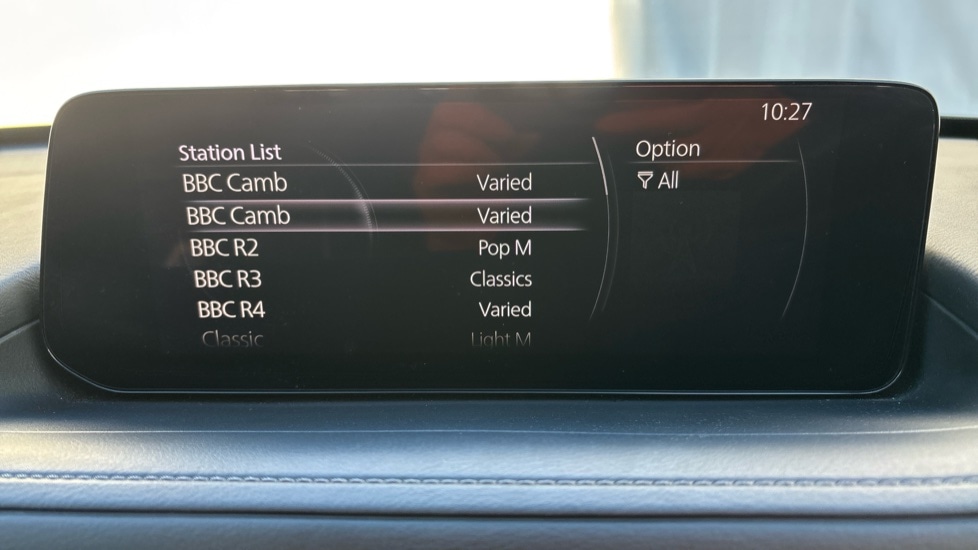 10:27
Station List
BBC Camb Varied
BBC Camb Varied
BBC R2 Pop M
BBC R3 Classics
BBC R4 Varied
Classic Light M
Option
All